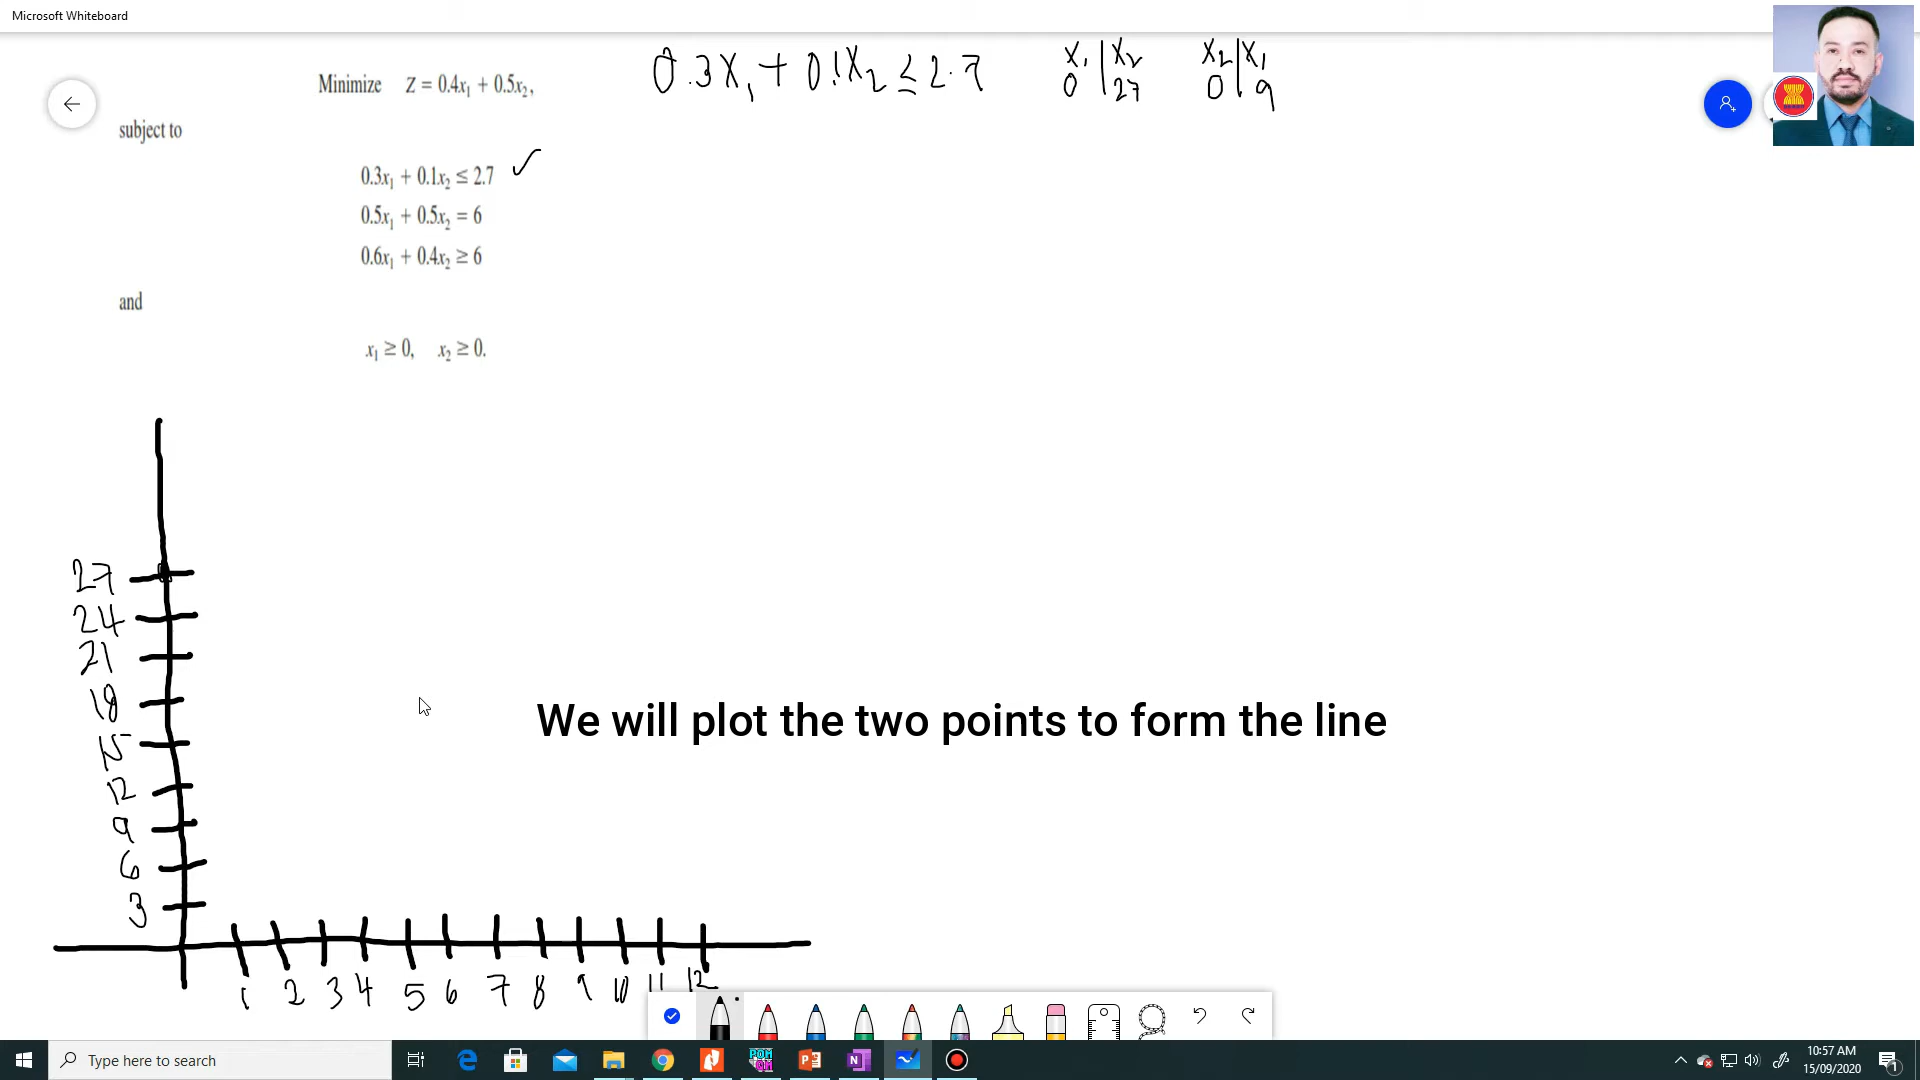 Microsoft Whiteboard
Minimize Z = 0.4x₁ + 0.5x₂,
subject to
0.3x₁ + 0.1x₂ ≤ 2.7 ✓
0.5x₁ + 0.5x₂ = 6
0.6x₁ + 0.4x₂ ≥ 6
and
x₁ ≥ 0, x₂ ≥ 0.
0.3X₁ + 0.1X₂ ≤ 2.7
X₁ | X₂
0 | 27
X₂ | X₁
0 | 9
27
24
21
18
15
12
9
6
3
1 2 3 4 5 6 7 8 9 10 11 12
We will plot the two points to form the line
Type here to search
POM
QM
10:57 AM
15/09/2020
1